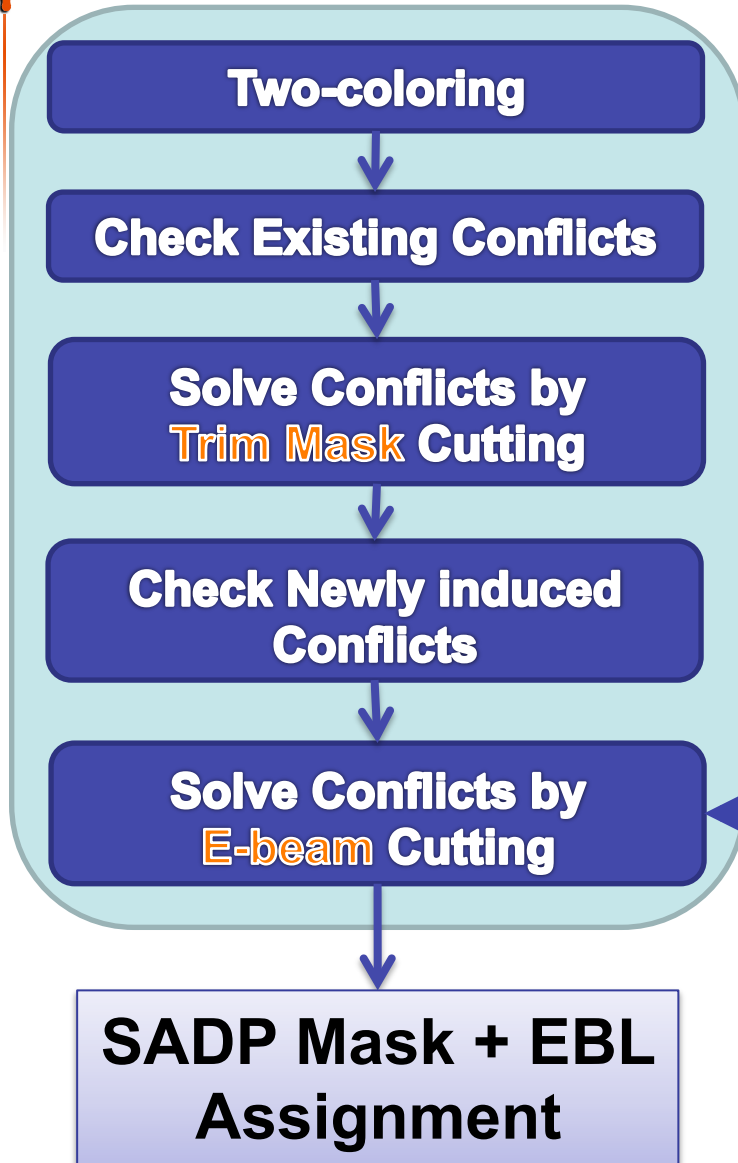 Two-coloring
Check Existing Conflicts
Solve Conflicts by
Trim Mask Cutting
Check Newly induced
Conflicts
Solve Conflicts by
E-beam Cutting
SADP Mask + EBL
Assignment